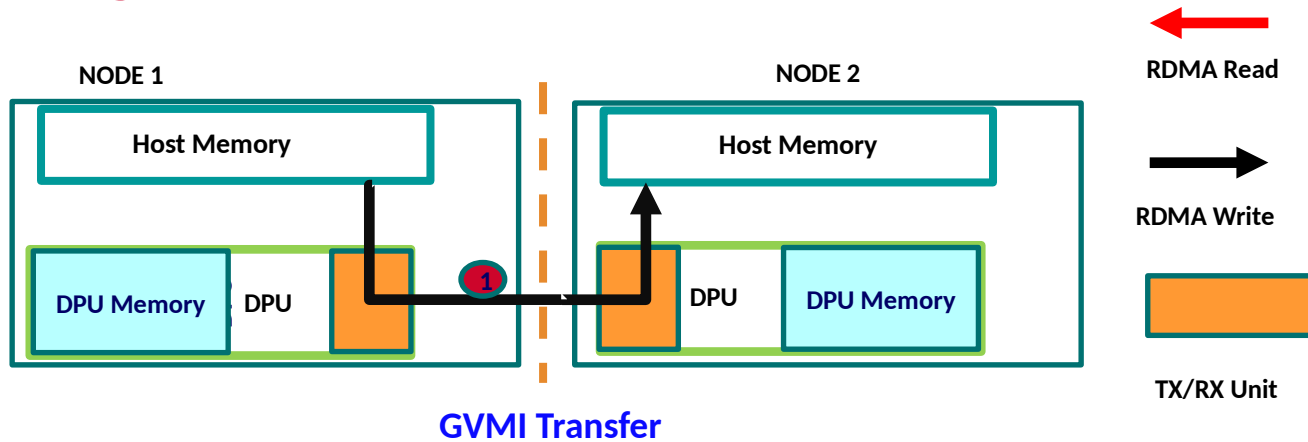 NODE 1
NODE 2
RDMA Read
Host Memory
Host Memory
RDMA Write
1
DPU Memory
DPU
DPU
DPU Memory
TX/RX Unit
GVMI Transfer